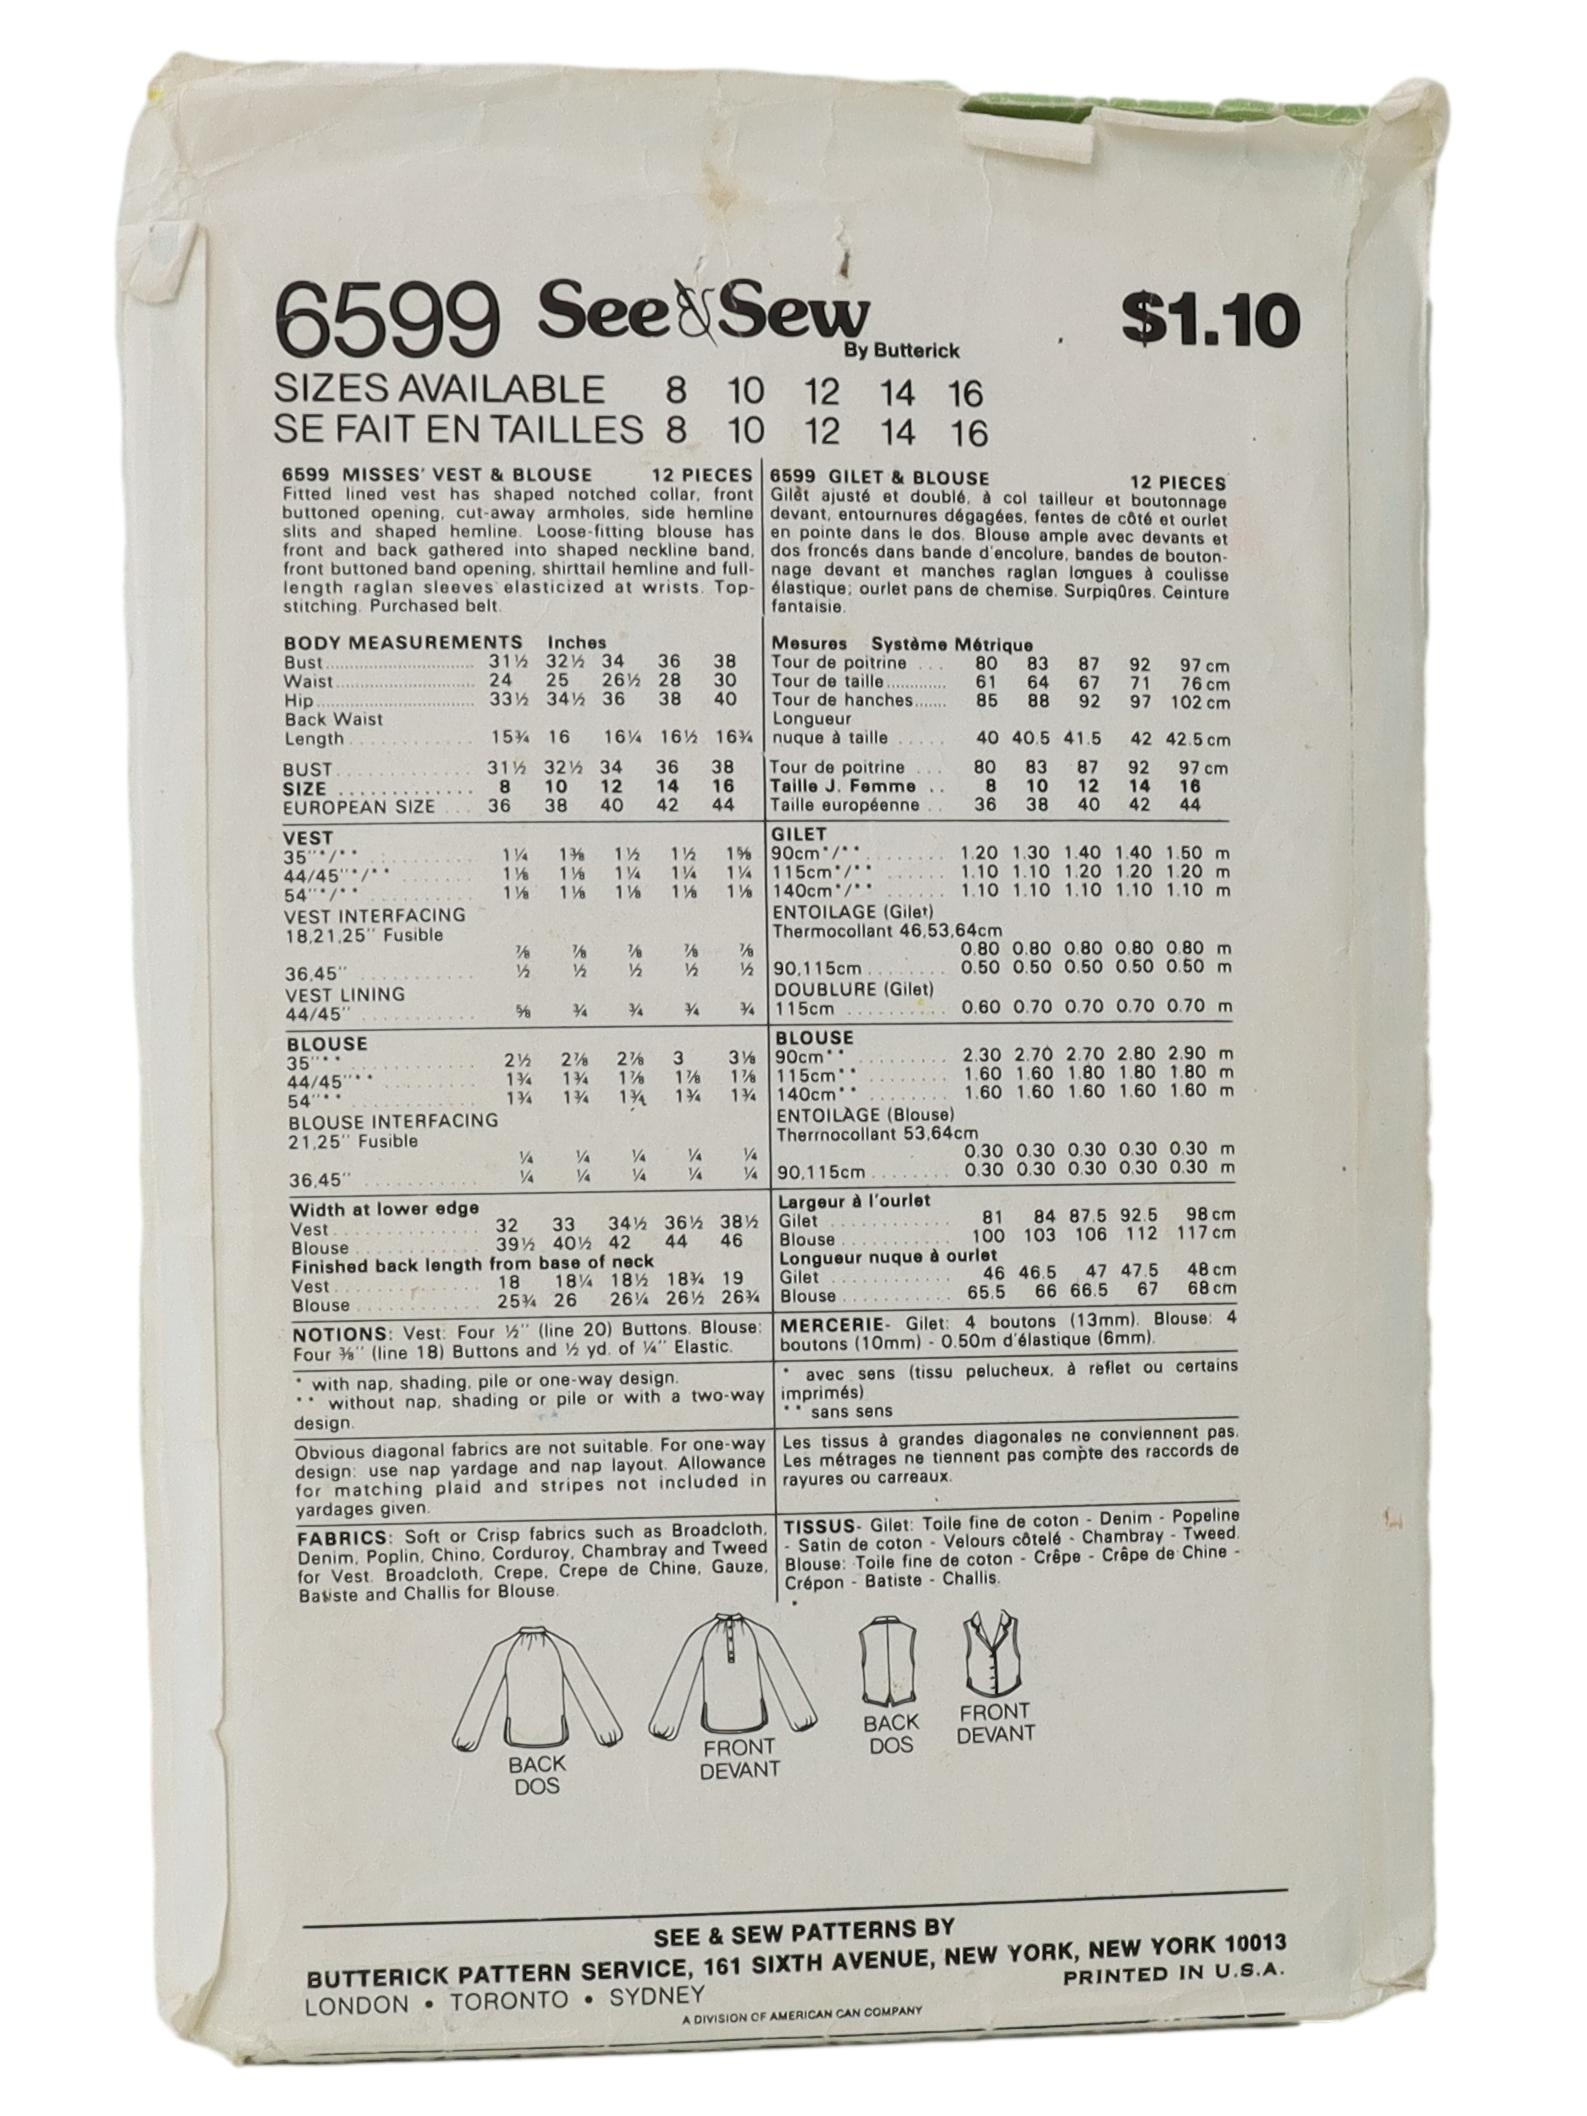 6599 See & Sew $1.10
By Butterick
SIZES AVAILABLE 8 10 12 14 16
SE FAIT EN TAILLES 8 10 12 14 16
6599 MISSES' VEST & BLOUSE 12 PIECES
Fitted lined vest has shaped notched collar, front
buttoned opening, cut-away armholes, side hemline
slits and shaped hemline. Loose-fitting blouse has
front and back gathered into shaped neckline band,
front buttoned band opening, shirttail hemline and full-
length raglan sleeves elasticized at wrists. Top-
stitching. Purchased belt.
BODY MEASUREMENTS Inches
Bust 31½ 32½ 34 36 38
Waist 24 25 26½ 28 30
Hip 33½ 34½ 36 38 40
Back Waist
Length 15¾ 16 16¼ 16½ 16¾
BUST 31½ 32½ 34 36 38
SIZE 8 10 12 14 16
EUROPEAN SIZE 36 38 40 42 44
VEST
35"*/** 1¼ 1⅜ 1½ 1½ 1⅝
44/45"*/** 1⅛ 1⅛ 1¼ 1¼ 1¼
54"*/** 1⅛ 1⅛ 1⅛ 1⅛ 1⅛
VEST INTERFACING
18,21,25" Fusible
⅞ ⅞ ⅞ ⅞ ⅞
36,45" ½ ½ ½ ½ ½
VEST LINING
44/45" ⅝ ¾ ¾ ¾ ¾
BLOUSE
35"** 2½ 2⅞ 2⅞ 3 3⅛
44/45"** 1¾ 1¾ 1⅞ 1⅞ 1⅞
54"** 1¾ 1¾ 1¾ 1¾ 1¾
BLOUSE INTERFACING
21,25" Fusible
¼ ¼ ¼ ¼ ¼
36,45" ¼ ¼ ¼ ¼ ¼
Width at lower edge
Vest 32 33 34½ 36½ 38½
Blouse 39½ 40½ 42 44 46
Finished back length from base of neck
Vest 18 18¼ 18½ 18¾ 19
Blouse 25¾ 26 26¼ 26½ 26¾
NOTIONS: Vest: Four ½" (line 20) Buttons. Blouse:
Four ⅜" (line 18) Buttons and ½ yd. of ¼" Elastic.
* with nap, shading, pile or one-way design.
** without nap, shading or pile or with a two-way
design.
Obvious diagonal fabrics are not suitable. For one-way
design: use nap yardage and nap layout. Allowance
for matching plaid and stripes not included in
yardages given.
FABRICS: Soft or Crisp fabrics such as Broadcloth,
Denim, Poplin, Chino, Corduroy, Chambray and Tweed
for Vest. Broadcloth, Crepe, Crepe de Chine, Gauze,
Batiste and Challis for Blouse.
6599 GILET & BLOUSE 12 PIECES
Gilet ajusté et doublé, à col tailleur et boutonnage
devant, entournures dégagées, fentes de côté et ourlet
en pointe dans le dos. Blouse ample avec devants et
dos froncés dans bande d'encolure, bandes de bouton-
nage devant et manches raglan longues à coulisse
élastique; ourlet pans de chemise. Surpiqûres. Ceinture
fantaisie.
Mesures Système Métrique
Tour de poitrine 80 83 87 92 97 cm
Tour de taille 61 64 67 71 76 cm
Tour de hanches 85 88 92 97 102 cm
Longueur
nuque à taille 40 40.5 41.5 42 42.5 cm
Tour de poitrine 80 83 87 92 97 cm
Taille J. Femme 8 10 12 14 16
Taille européenne 36 38 40 42 44
GILET
90cm*/** 1.20 1.30 1.40 1.40 1.50 m
115cm*/** 1.10 1.10 1.20 1.20 1.20 m
140cm*/** 1.10 1.10 1.10 1.10 1.10 m
ENTOILAGE (Gilet)
Thermocollant 46,53,64cm
0.80 0.80 0.80 0.80 0.80 m
90,115cm 0.50 0.50 0.50 0.50 0.50 m
DOUBLURE (Gilet)
115cm 0.60 0.70 0.70 0.70 0.70 m
BLOUSE
90cm** 2.30 2.70 2.70 2.80 2.90 m
115cm** 1.60 1.60 1.80 1.80 1.80 m
140cm** 1.60 1.60 1.60 1.60 1.60 m
ENTOILAGE (Blouse)
Thermocollant 53,64cm
0.30 0.30 0.30 0.30 0.30 m
90,115cm 0.30 0.30 0.30 0.30 0.30 m
Largeur à l'ourlet
Gilet 81 84 87.5 92.5 98 cm
Blouse 100 103 106 112 117 cm
Longueur nuque à ourlet
Gilet 46 46.5 47 47.5 48 cm
Blouse 65.5 66 66.5 67 68 cm
MERCERIE- Gilet: 4 boutons (13mm). Blouse: 4
boutons (10mm) - 0.50m d'élastique (6mm).
* avec sens (tissu pelucheux, à reflet ou certains
imprimés)
** sans sens
Les tissus à grandes diagonales ne conviennent pas.
Les métrages ne tiennent pas compte des raccords de
rayures ou carreaux.
TISSUS- Gilet: Toile fine de coton - Denim - Popeline
- Satin de coton - Velours côtelé - Chambray - Tweed.
Blouse: Toile fine de coton - Crêpe - Crêpe de Chine -
Crépon - Batiste - Challis.
BACK
DOS
FRONT
DEVANT
BACK
DOS
FRONT
DEVANT
SEE & SEW PATTERNS BY
BUTTERICK PATTERN SERVICE, 161 SIXTH AVENUE, NEW YORK, NEW YORK 10013
LONDON • TORONTO • SYDNEY PRINTED IN U.S.A.
A DIVISION OF AMERICAN CAN COMPANY